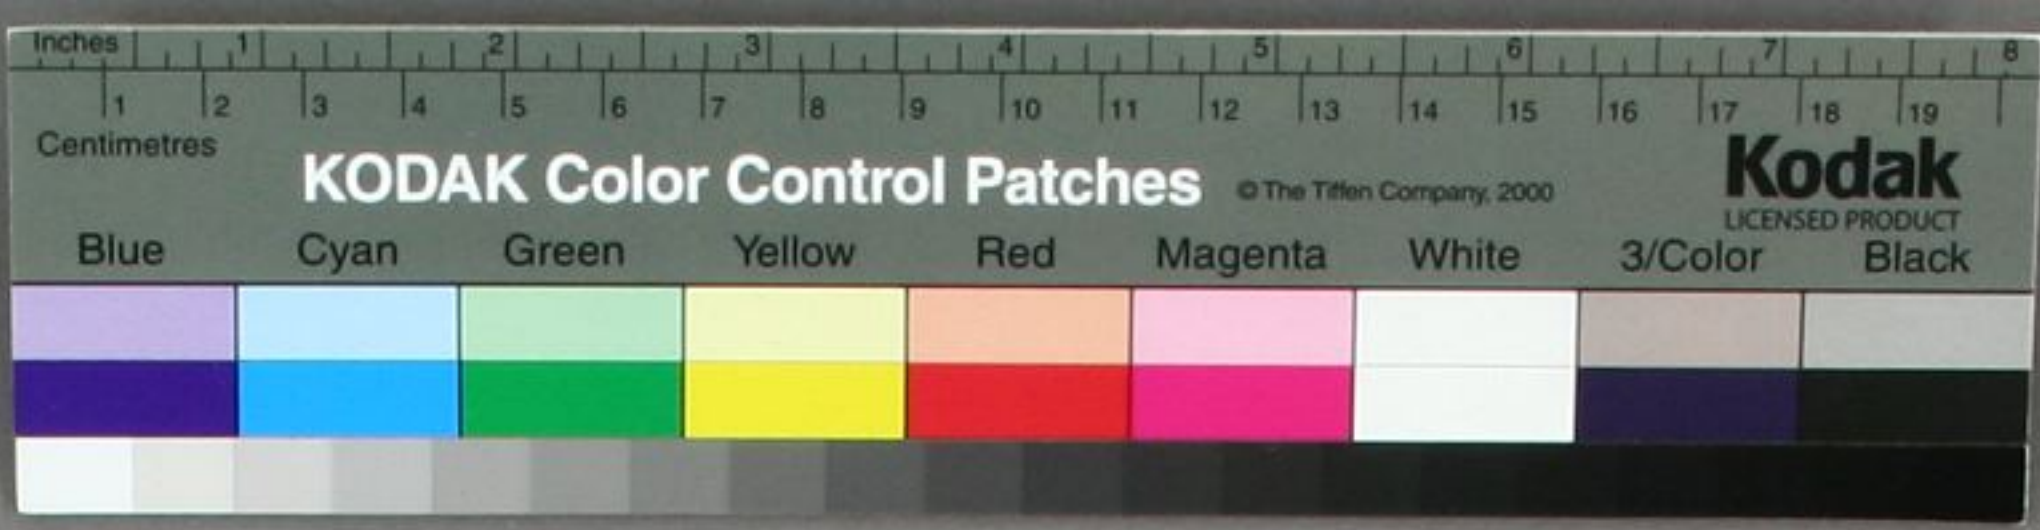 Inches 1 2 3 4 5 6 7 8
1 2 3 4 5 6 7 8 9 10 11 12 13 14 15 16 17 18 19
Centimetres
KODAK Color Control Patches © The Tiffen Company, 2000
Kodak
LICENSED PRODUCT
Blue Cyan Green Yellow Red Magenta White 3/Color Black